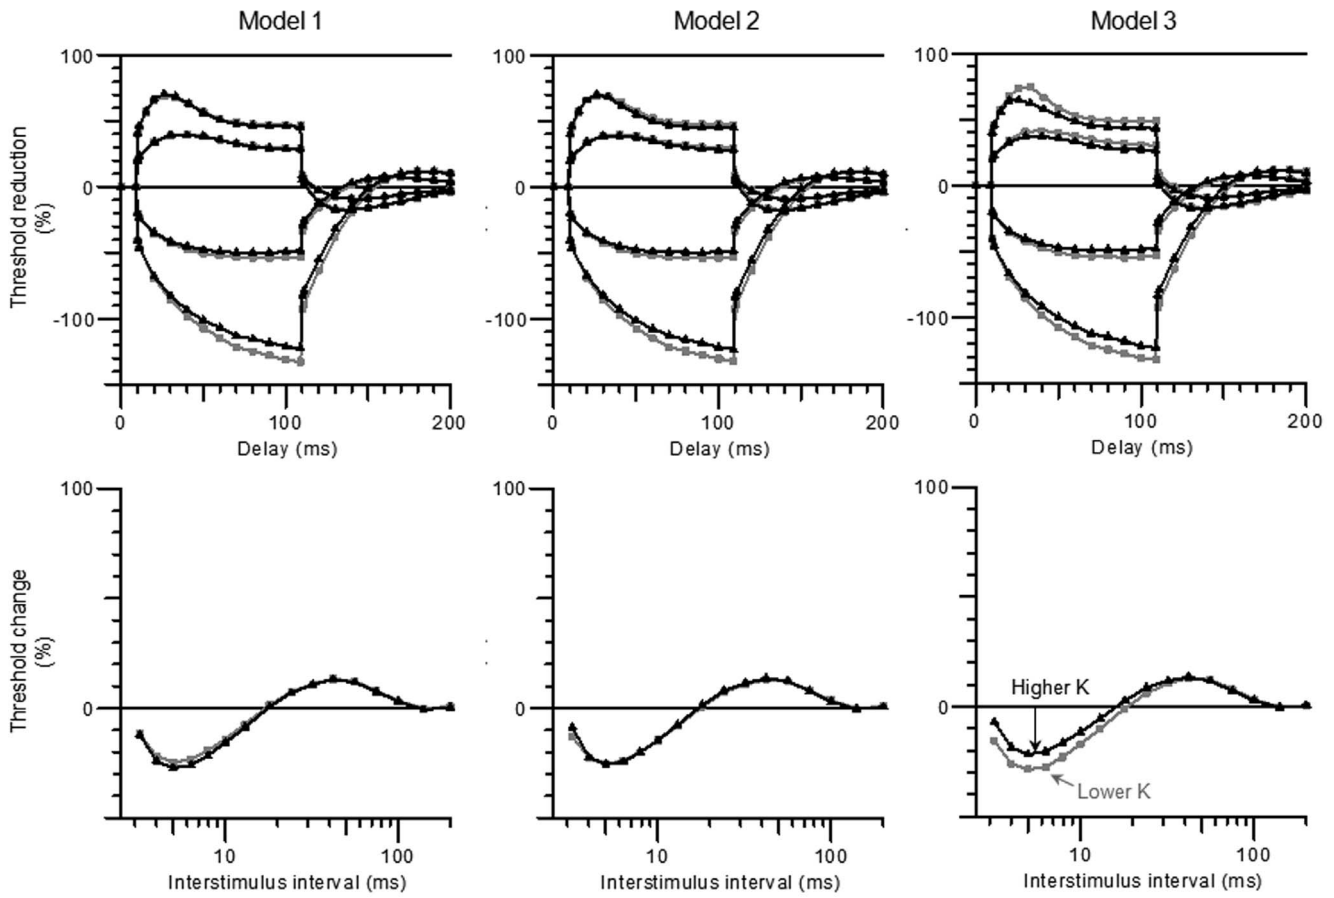 Model 1
Model 2
Model 3
100
0
-100
Threshold reduction
(%)
0
100
200
Delay (ms)
100
0
-100
0
100
200
Delay (ms)
100
0
-100
0
100
200
Delay (ms)
100
0
Threshold change
(%)
10
100
Interstimulus interval (ms)
100
0
10
100
Interstimulus interval (ms)
100
0
Higher K
Lower K
10
100
Interstimulus interval (ms)